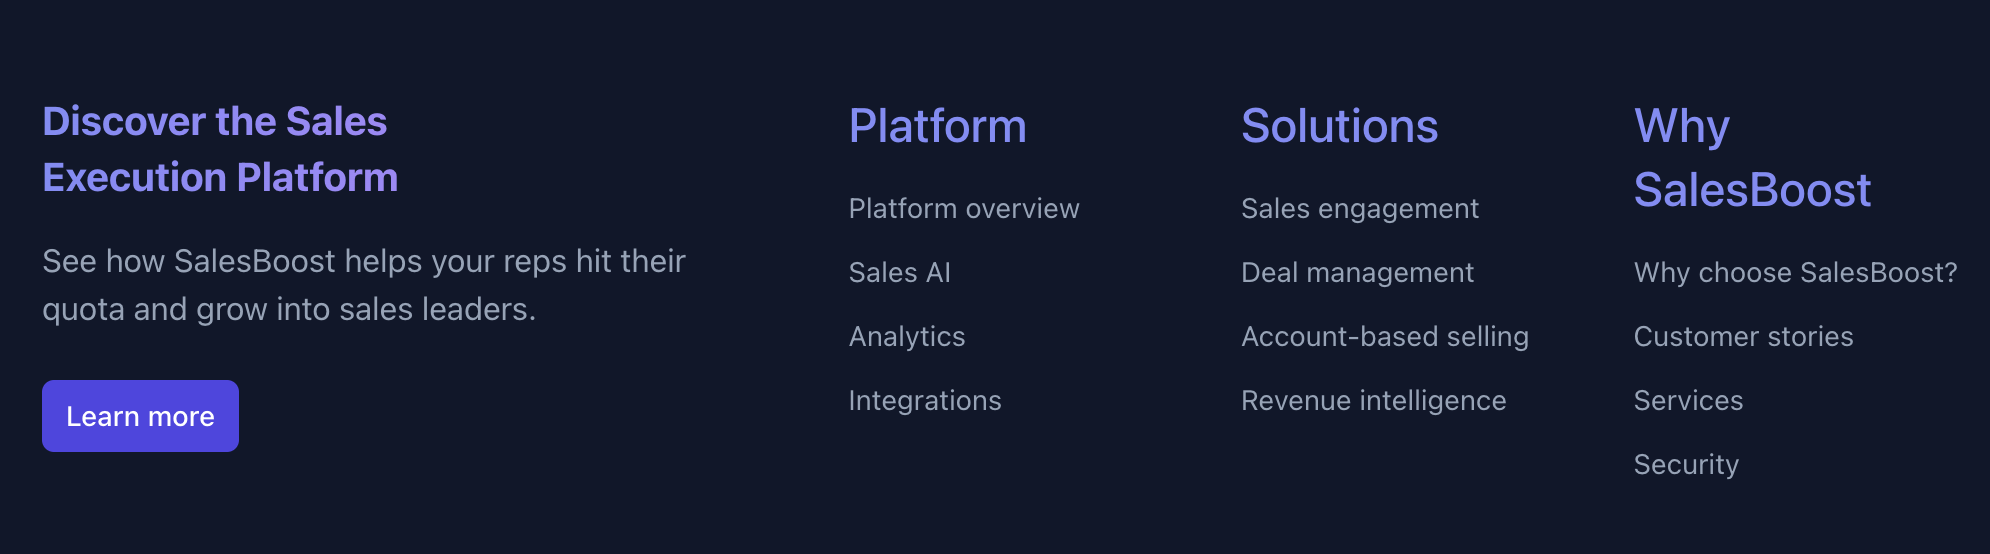 Discover the Sales
Execution Platform
See how SalesBoost helps your reps hit their
quota and grow into sales leaders.
Learn more
Platform
Platform overview
Sales AI
Analytics
Integrations
Solutions
Sales engagement
Deal management
Account-based selling
Revenue intelligence
Why
SalesBoost
Why choose SalesBoost?
Customer stories
Services
Security